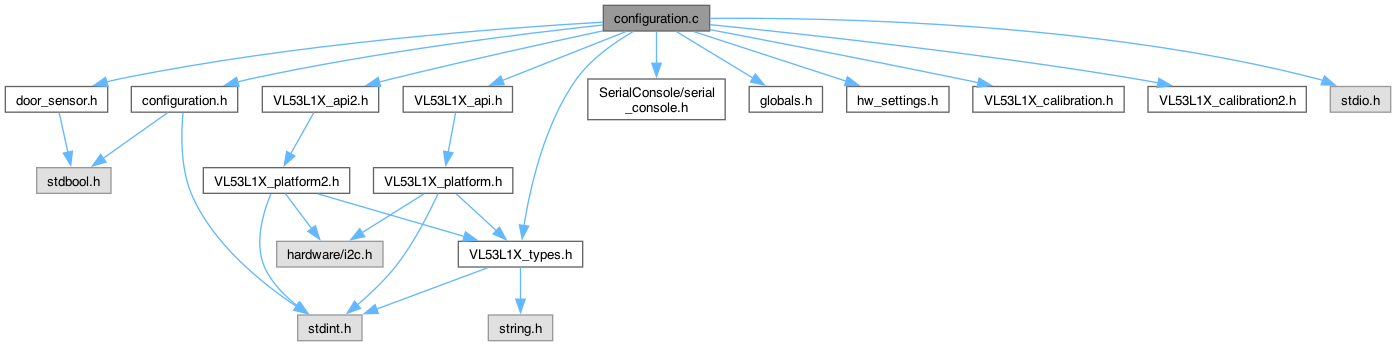 configuration.c
door_sensor.h
configuration.h
VL53L1X_api2.h
VL53L1X_api.h
SerialConsole/serial
_console.h
globals.h
hw_settings.h
VL53L1X_calibration.h
VL53L1X_calibration2.h
stdio.h
stdbool.h
VL53L1X_platform2.h
VL53L1X_platform.h
hardware/i2c.h
VL53L1X_types.h
stdint.h
string.h